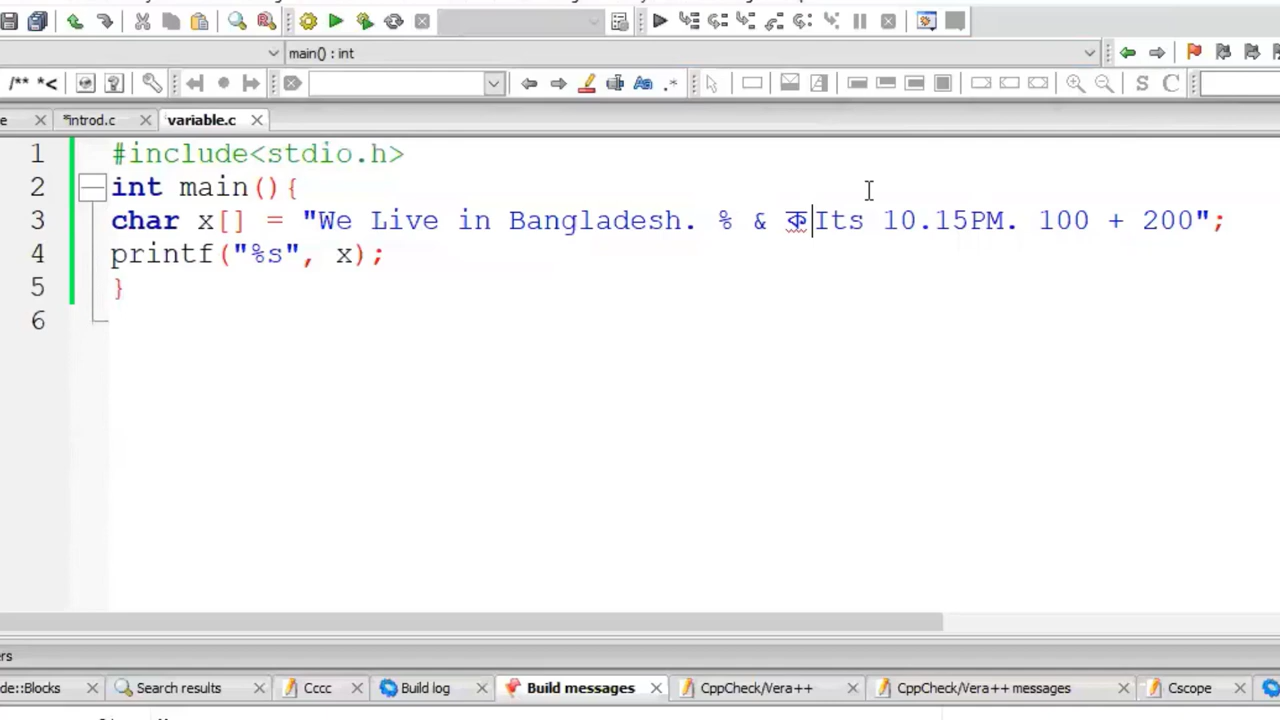 main() : int
/** *<
S C
*introd.c variable.c
1 #include<stdio.h>
2 int main(){
3 char x[] = "We Live in Bangladesh. % & কIts 10.15PM. 100 + 200";
4 printf("%s", x);
5 }
6
ers
de::Blocks Search results Cccc Build log Build messages CppCheck/Vera++ CppCheck/Vera++ messages Cscope